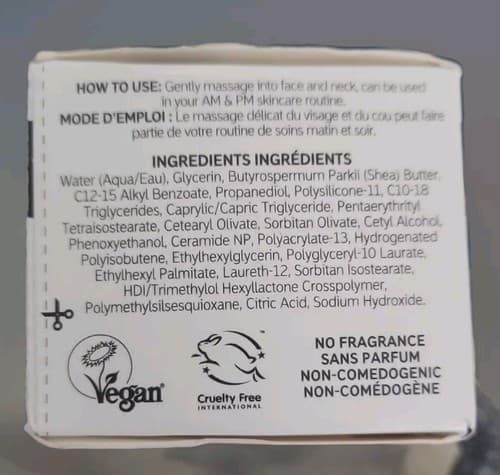 HOW TO USE: Gently massage into face and neck, can be used
in your AM & PM skincare routine.
MODE D'EMPLOI : Le massage délicat du visage et du cou peut faire
partie de votre routine de soins matin et soir.
INGREDIENTS INGRÉDIENTS
Water (Aqua/Eau), Glycerin, Butyrospermum Parkii (Shea) Butter,
C12-15 Alkyl Benzoate, Propanediol, Polysilicone-11, C10-18
Triglycerides, Caprylic/Capric Triglyceride, Pentaerythrityl
Tetraisostearate, Cetearyl Olivate, Sorbitan Olivate, Cetyl Alcohol,
Phenoxyethanol, Ceramide NP, Polyacrylate-13, Hydrogenated
Polyisobutene, Ethylhexylglycerin, Polyglyceryl-10 Laurate,
Ethylhexyl Palmitate, Laureth-12, Sorbitan Isostearate,
HDI/Trimethylol Hexyllactone Crosspolymer,
Polymethylsilsesquioxane, Citric Acid, Sodium Hydroxide.
Vegan
Cruelty Free
INTERNATIONAL
NO FRAGRANCE
SANS PARFUM
NON-COMEDOGENIC
NON-COMÉDOGÈNE